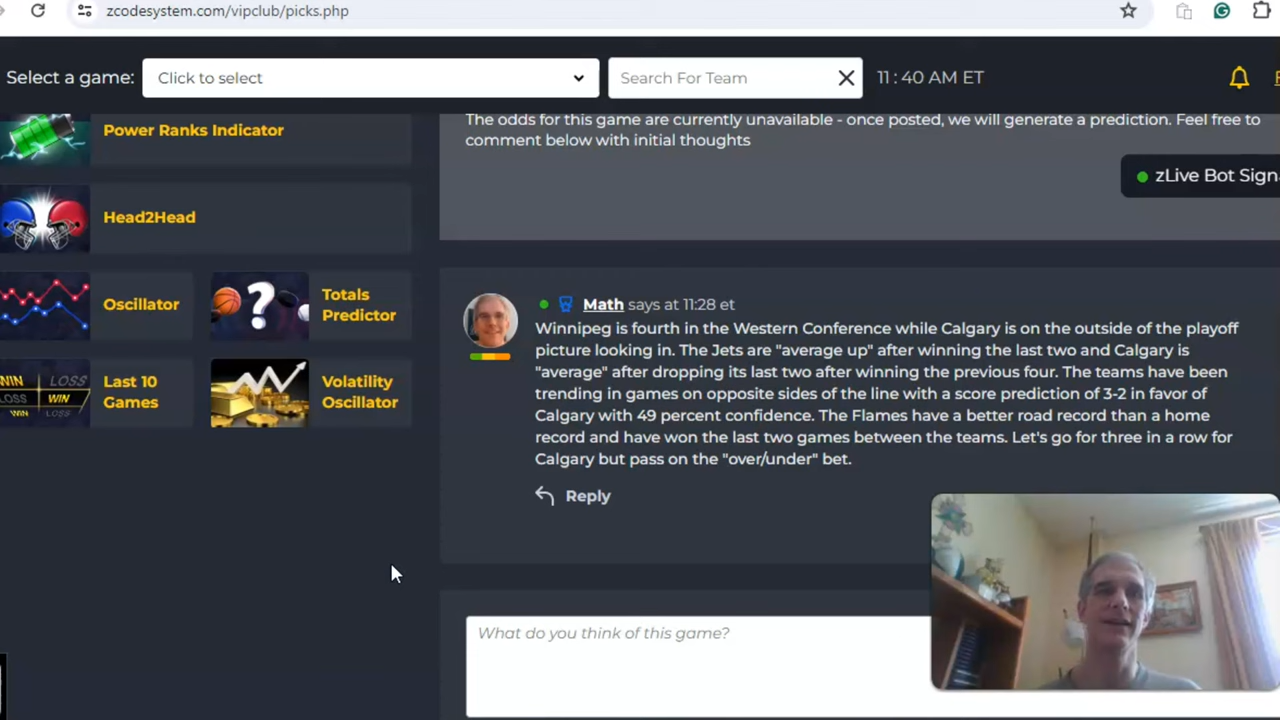 zcodesystem.com/vipclub/picks.php
Select a game:
Click to select
Search For Team
11 : 40 AM ET
Power Ranks Indicator
Head2Head
Oscillator
Totals
Predictor
WIN LOSS
LOSS WIN
WIN LOSS
Last 10
Games
Volatility
Oscillator
The odds for this game are currently unavailable - once posted, we will generate a prediction. Feel free to
comment below with initial thoughts
zLive Bot Sign
Math says at 11:28 et
Winnipeg is fourth in the Western Conference while Calgary is on the outside of the playoff
picture looking in. The Jets are "average up" after winning the last two and Calgary is
"average" after dropping its last two after winning the previous four. The teams have been
trending in games on opposite sides of the line with a score prediction of 3-2 in favor of
Calgary with 49 percent confidence. The Flames have a better road record than a home
record and have won the last two games between the teams. Let's go for three in a row for
Calgary but pass on the "over/under" bet.
Reply
What do you think of this game?